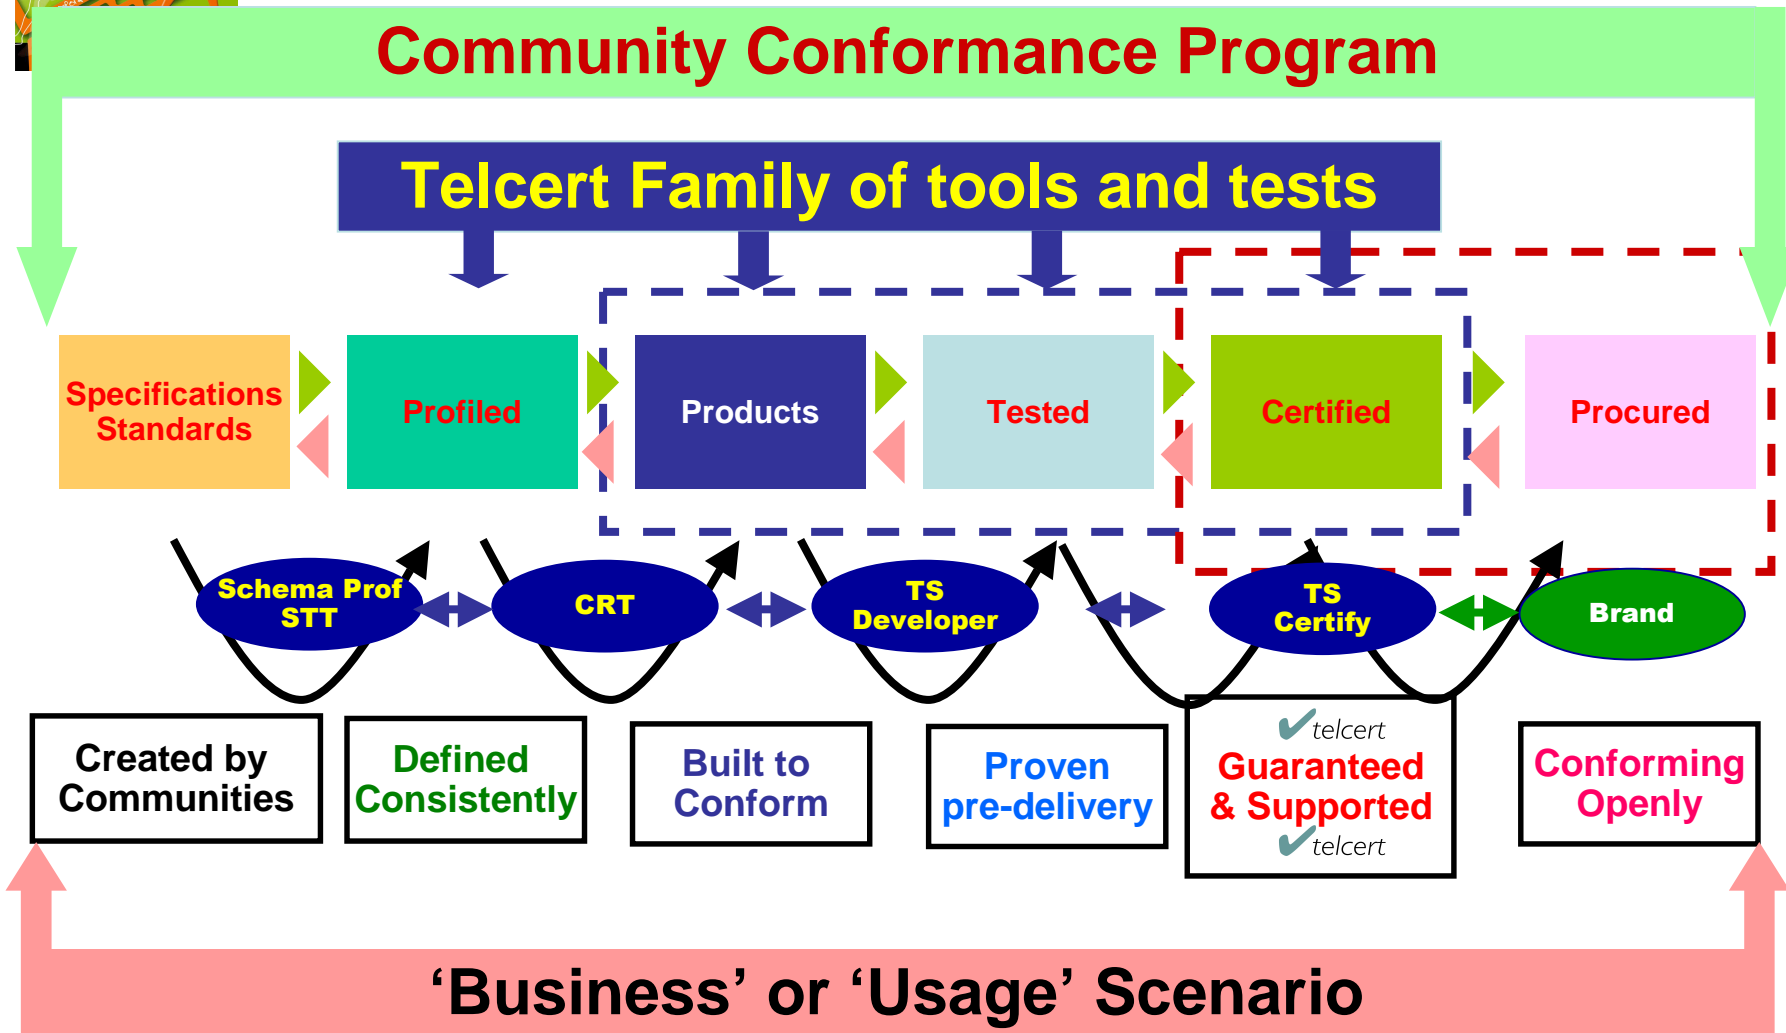 Community Conformance Program
Telcert Family of tools and tests
Specifications
Standards
Profiled
Products
Tested
Certified
Procured
Schema Prof
STT
CRT
TS
Developer
TS
Certify
Brand
Created by
Communities
Defined
Consistently
Built to
Conform
Proven
pre-delivery
telcert
Guaranteed
& Supported
telcert
Conforming
Openly
‘Business’ or ‘Usage’ Scenario